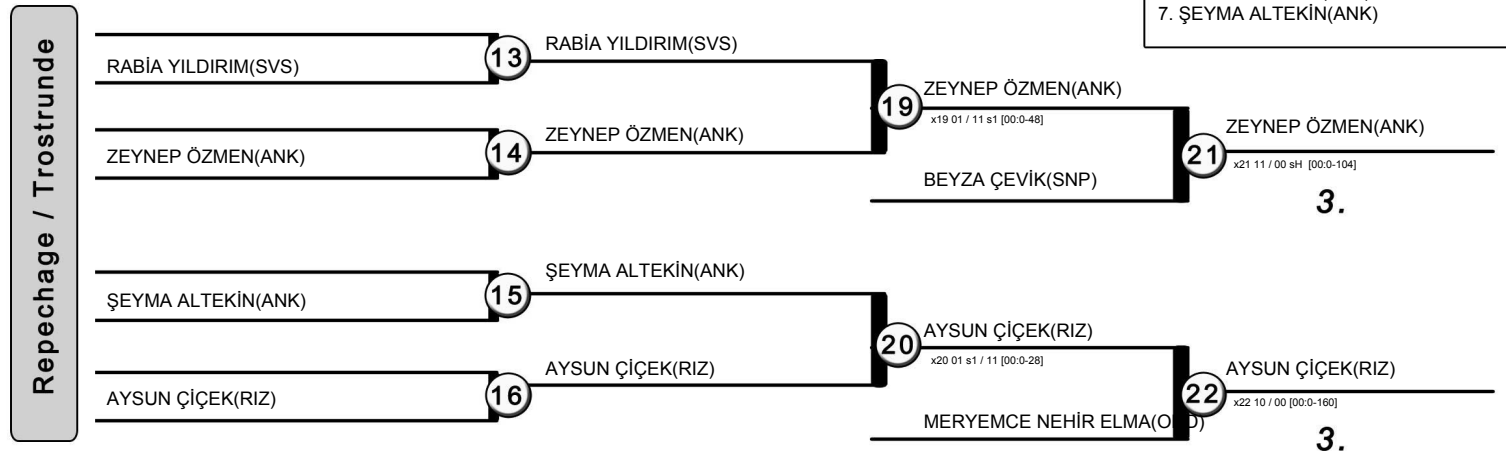 7. ŞEYMA ALTEKİN(ANK)
Repechage / Trostrunde
RABİA YILDIRIM(SVS)
13
RABİA YILDIRIM(SVS)
ZEYNEP ÖZMEN(ANK)
14
ZEYNEP ÖZMEN(ANK)
19
ZEYNEP ÖZMEN(ANK)
x19 01 / 11 s1 [00:0-48]
BEYZA ÇEVİK(SNP)
21
ZEYNEP ÖZMEN(ANK)
x21 11 / 00 sH [00:0-104]
3.
ŞEYMA ALTEKİN(ANK)
15
ŞEYMA ALTEKİN(ANK)
AYSUN ÇİÇEK(RIZ)
16
AYSUN ÇİÇEK(RIZ)
20
AYSUN ÇİÇEK(RIZ)
x20 01 s1 / 11 [00:0-28]
MERYEMCE NEHİR ELMA
22
AYSUN ÇİÇEK(RIZ)
x22 10 / 00 [00:0-160]
3.